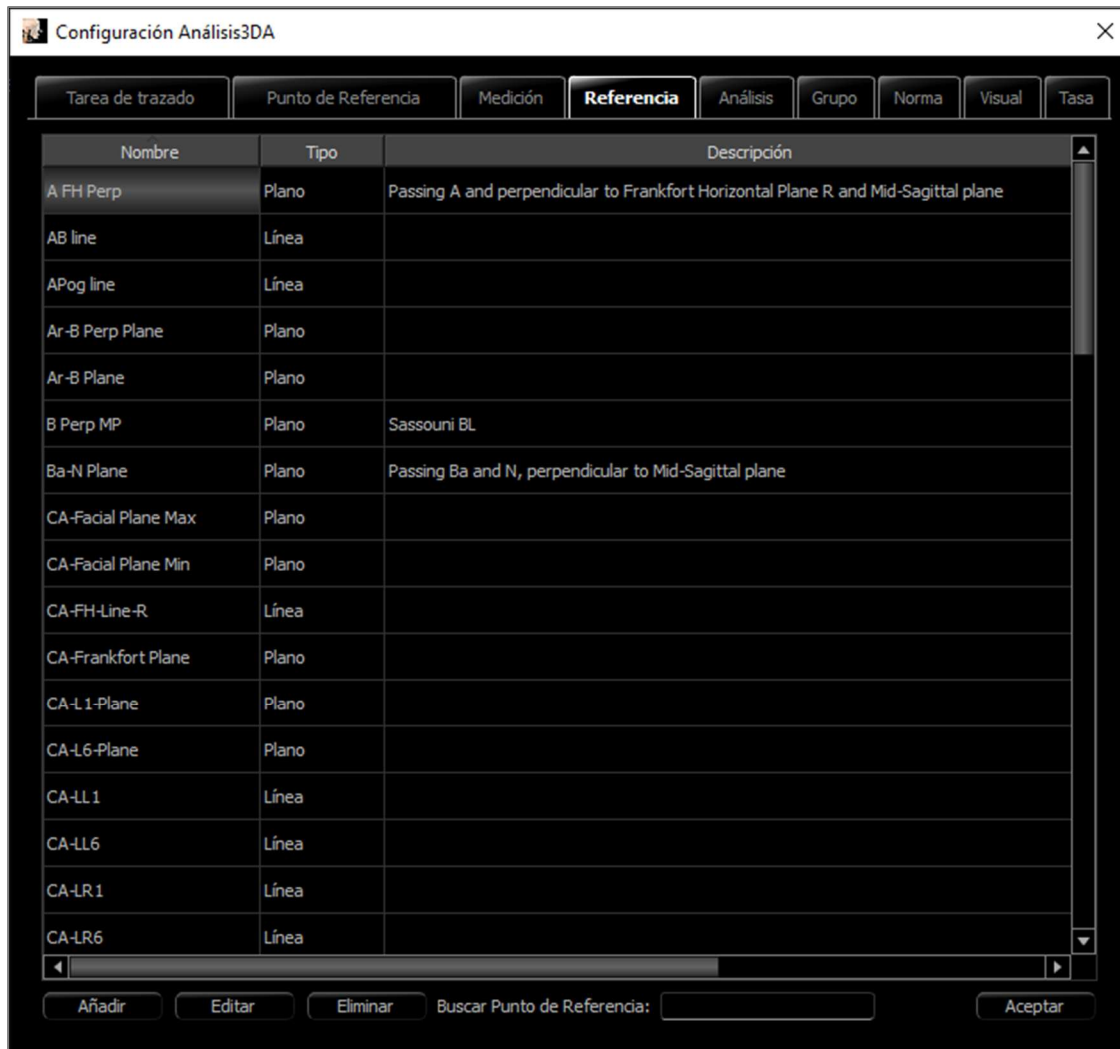 Configuración Análisis3DA
Tarea de trazado Punto de Referencia Medición Referencia Análisis Grupo Norma Visual Tasa
Nombre Tipo Descripción
A FH Perp Plano Passing A and perpendicular to Frankfort Horizontal Plane R and Mid-Sagittal plane
AB line Línea
APog line Línea
Ar-B Perp Plane Plano
Ar-B Plane Plano
B Perp MP Plano Sassouni BL
Ba-N Plane Plano Passing Ba and N, perpendicular to Mid-Sagittal plane
CA-Facial Plane Max Plano
CA-Facial Plane Min Plano
CA-FH-Line-R Línea
CA-Frankfort Plane Plano
CA-L1-Plane Plano
CA-L6-Plane Plano
CA-LL1 Línea
CA-LL6 Línea
CA-LR1 Línea
CA-LR6 Línea
Añadir Editar Eliminar Buscar Punto de Referencia: Aceptar